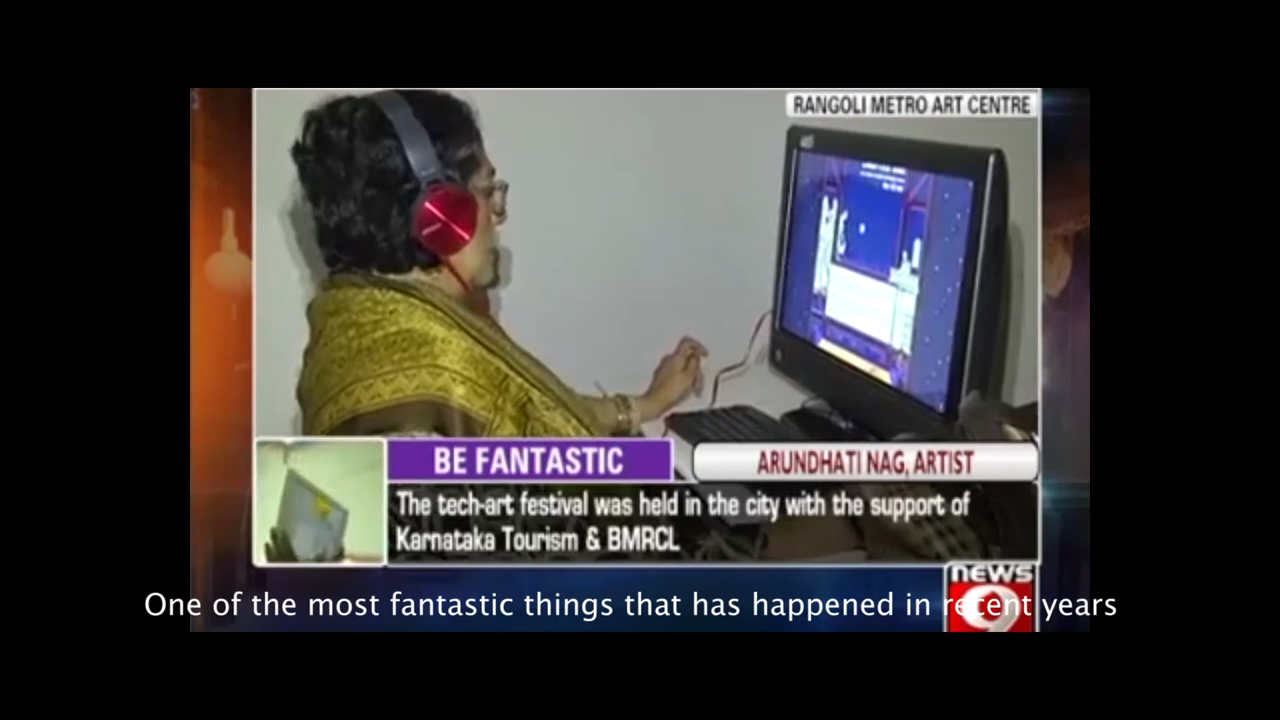 RANGOLI METRO ART CENTRE
BE FANTASTIC
ARUNDHATI NAG, ARTIST
The tech-art festival was held in the city with the support of
Karnataka Tourism & BMRCL
NEWS
9
One of the most fantastic things that has happened in recent years